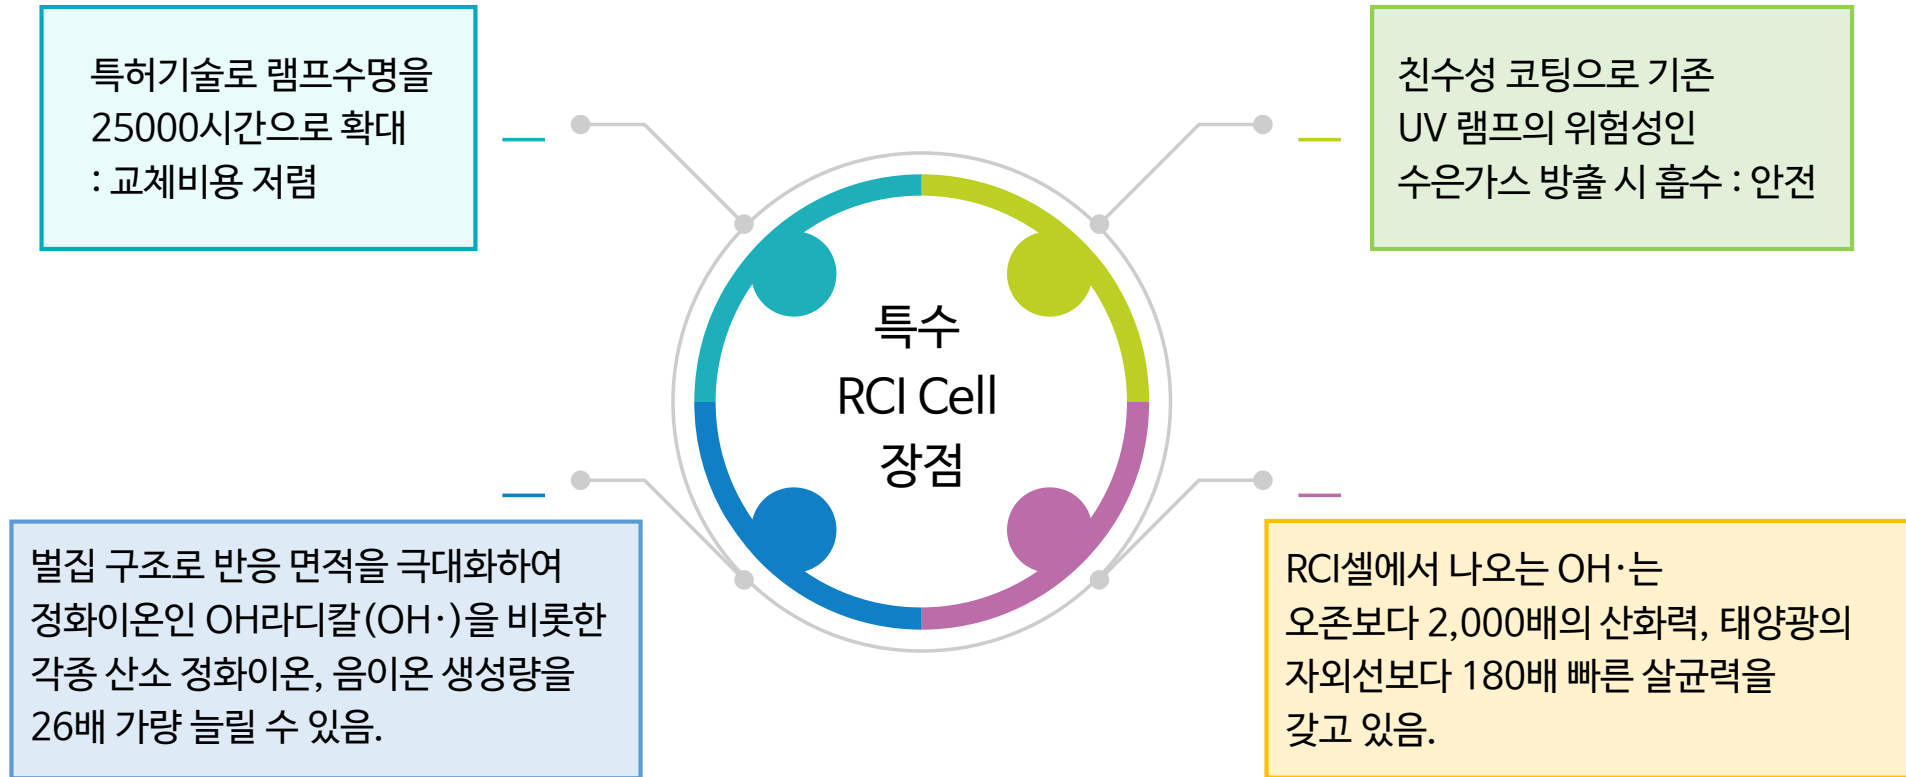 특허기술로 램프수명을
25000시간으로 확대
: 교체비용 저렴
친수성 코팅으로 기존
UV 램프의 위험성인
수은가스 방출 시 흡수 : 안전
특수
RCI Cell
장점
벌집 구조로 반응 면적을 극대화하여
정화이온인 OH라디칼(OH·)을 비롯한
각종 산소 정화이온, 음이온 생성량을
26배 가량 늘릴 수 있음.
RCI셀에서 나오는 OH·는
오존보다 2,000배의 산화력, 태양광의
자외선보다 180배 빠른 살균력을
갖고 있음.